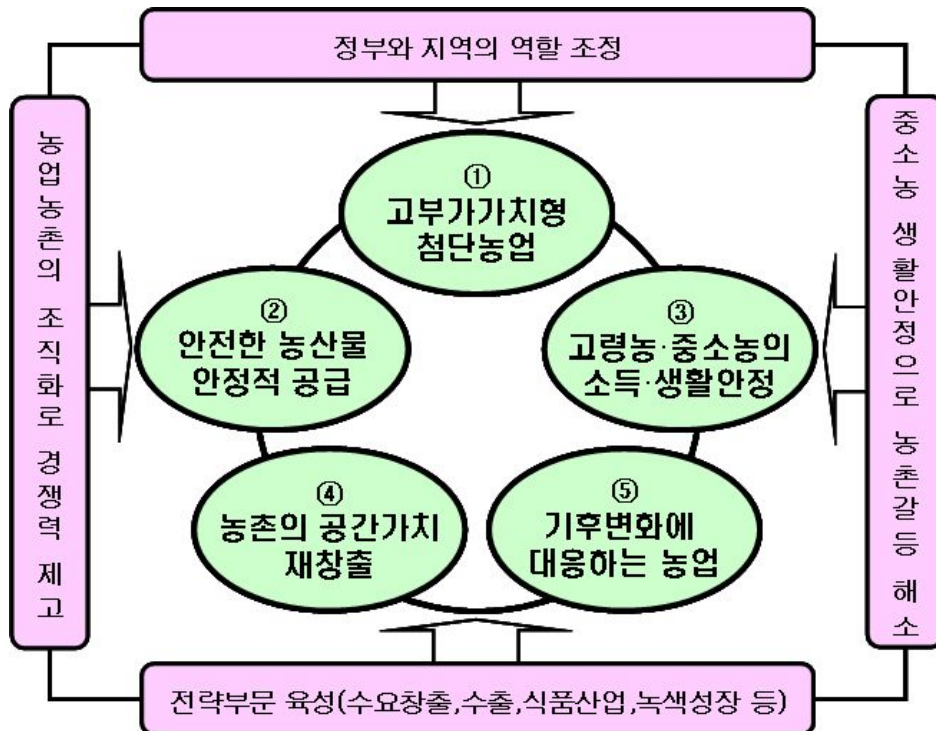 정부와 지역의 역할 조정
농업농촌의 조직화로 경쟁력 제고
중소농 생활안정으로 농촌갈등 해소
①
고부가가치형
첨단농업
②
안전한 농산물
안정적 공급
③
고령농·중소농의
소득·생활안정
④
농촌의 공간가치
재창출
⑤
기후변화에
대응하는 농업
전략부문 육성(수요창출,수출,식품산업,녹색성장 등)